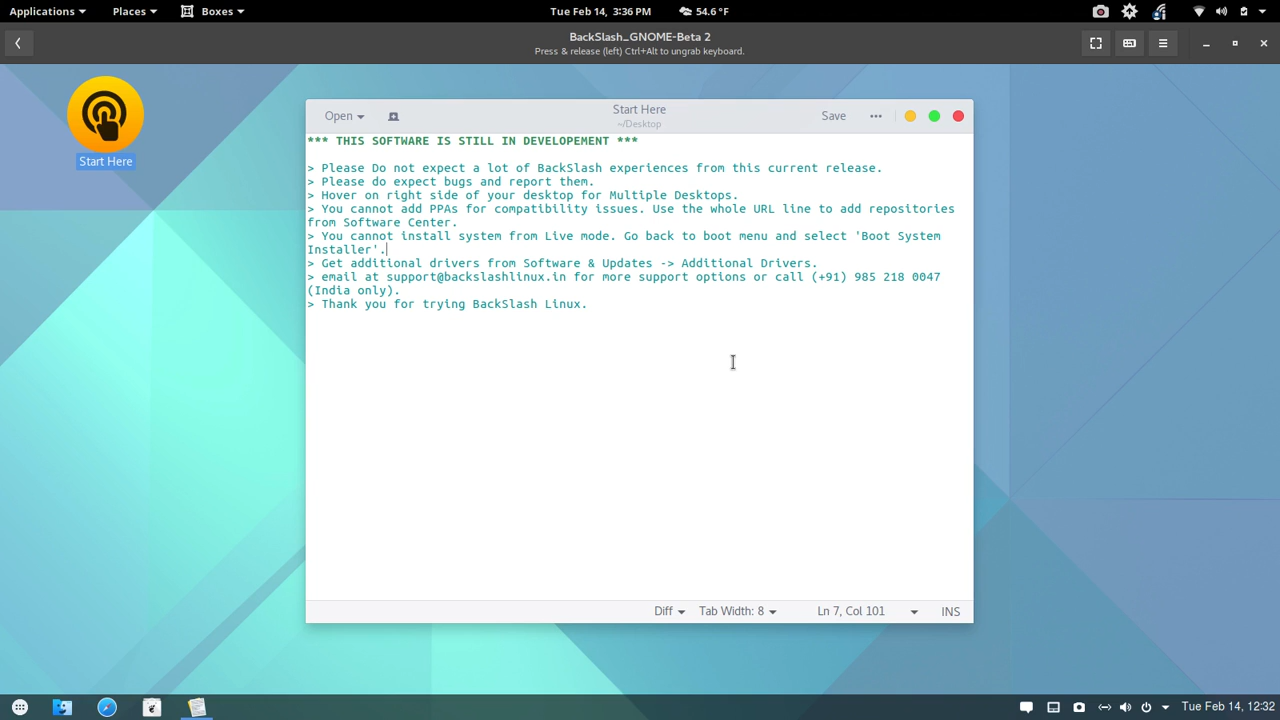 Applications Places Boxes Tue Feb 14, 3:36 PM 54.6 °F
BackSlash_GNOME-Beta 2
Press & release (left) Ctrl+Alt to ungrab keyboard.
Start Here
Open Start Here Save
~/Desktop
*** THIS SOFTWARE IS STILL IN DEVELOPEMENT ***
> Please Do not expect a lot of BackSlash experiences from this current release.
> Please do expect bugs and report them.
> Hover on right side of your desktop for Multiple Desktops.
> You cannot add PPAs for compatibility issues. Use the whole URL line to add repositories
from Software Center.
> You cannot install system from Live mode. Go back to boot menu and select 'Boot System
Installer'.
> Get additional drivers from Software & Updates -> Additional Drivers.
> email at support@backslashlinux.in for more support options or call (+91) 985 218 0047
(India only).
> Thank you for trying BackSlash Linux.
Diff Tab Width: 8 Ln 7, Col 101 INS
Tue Feb 14, 12:32